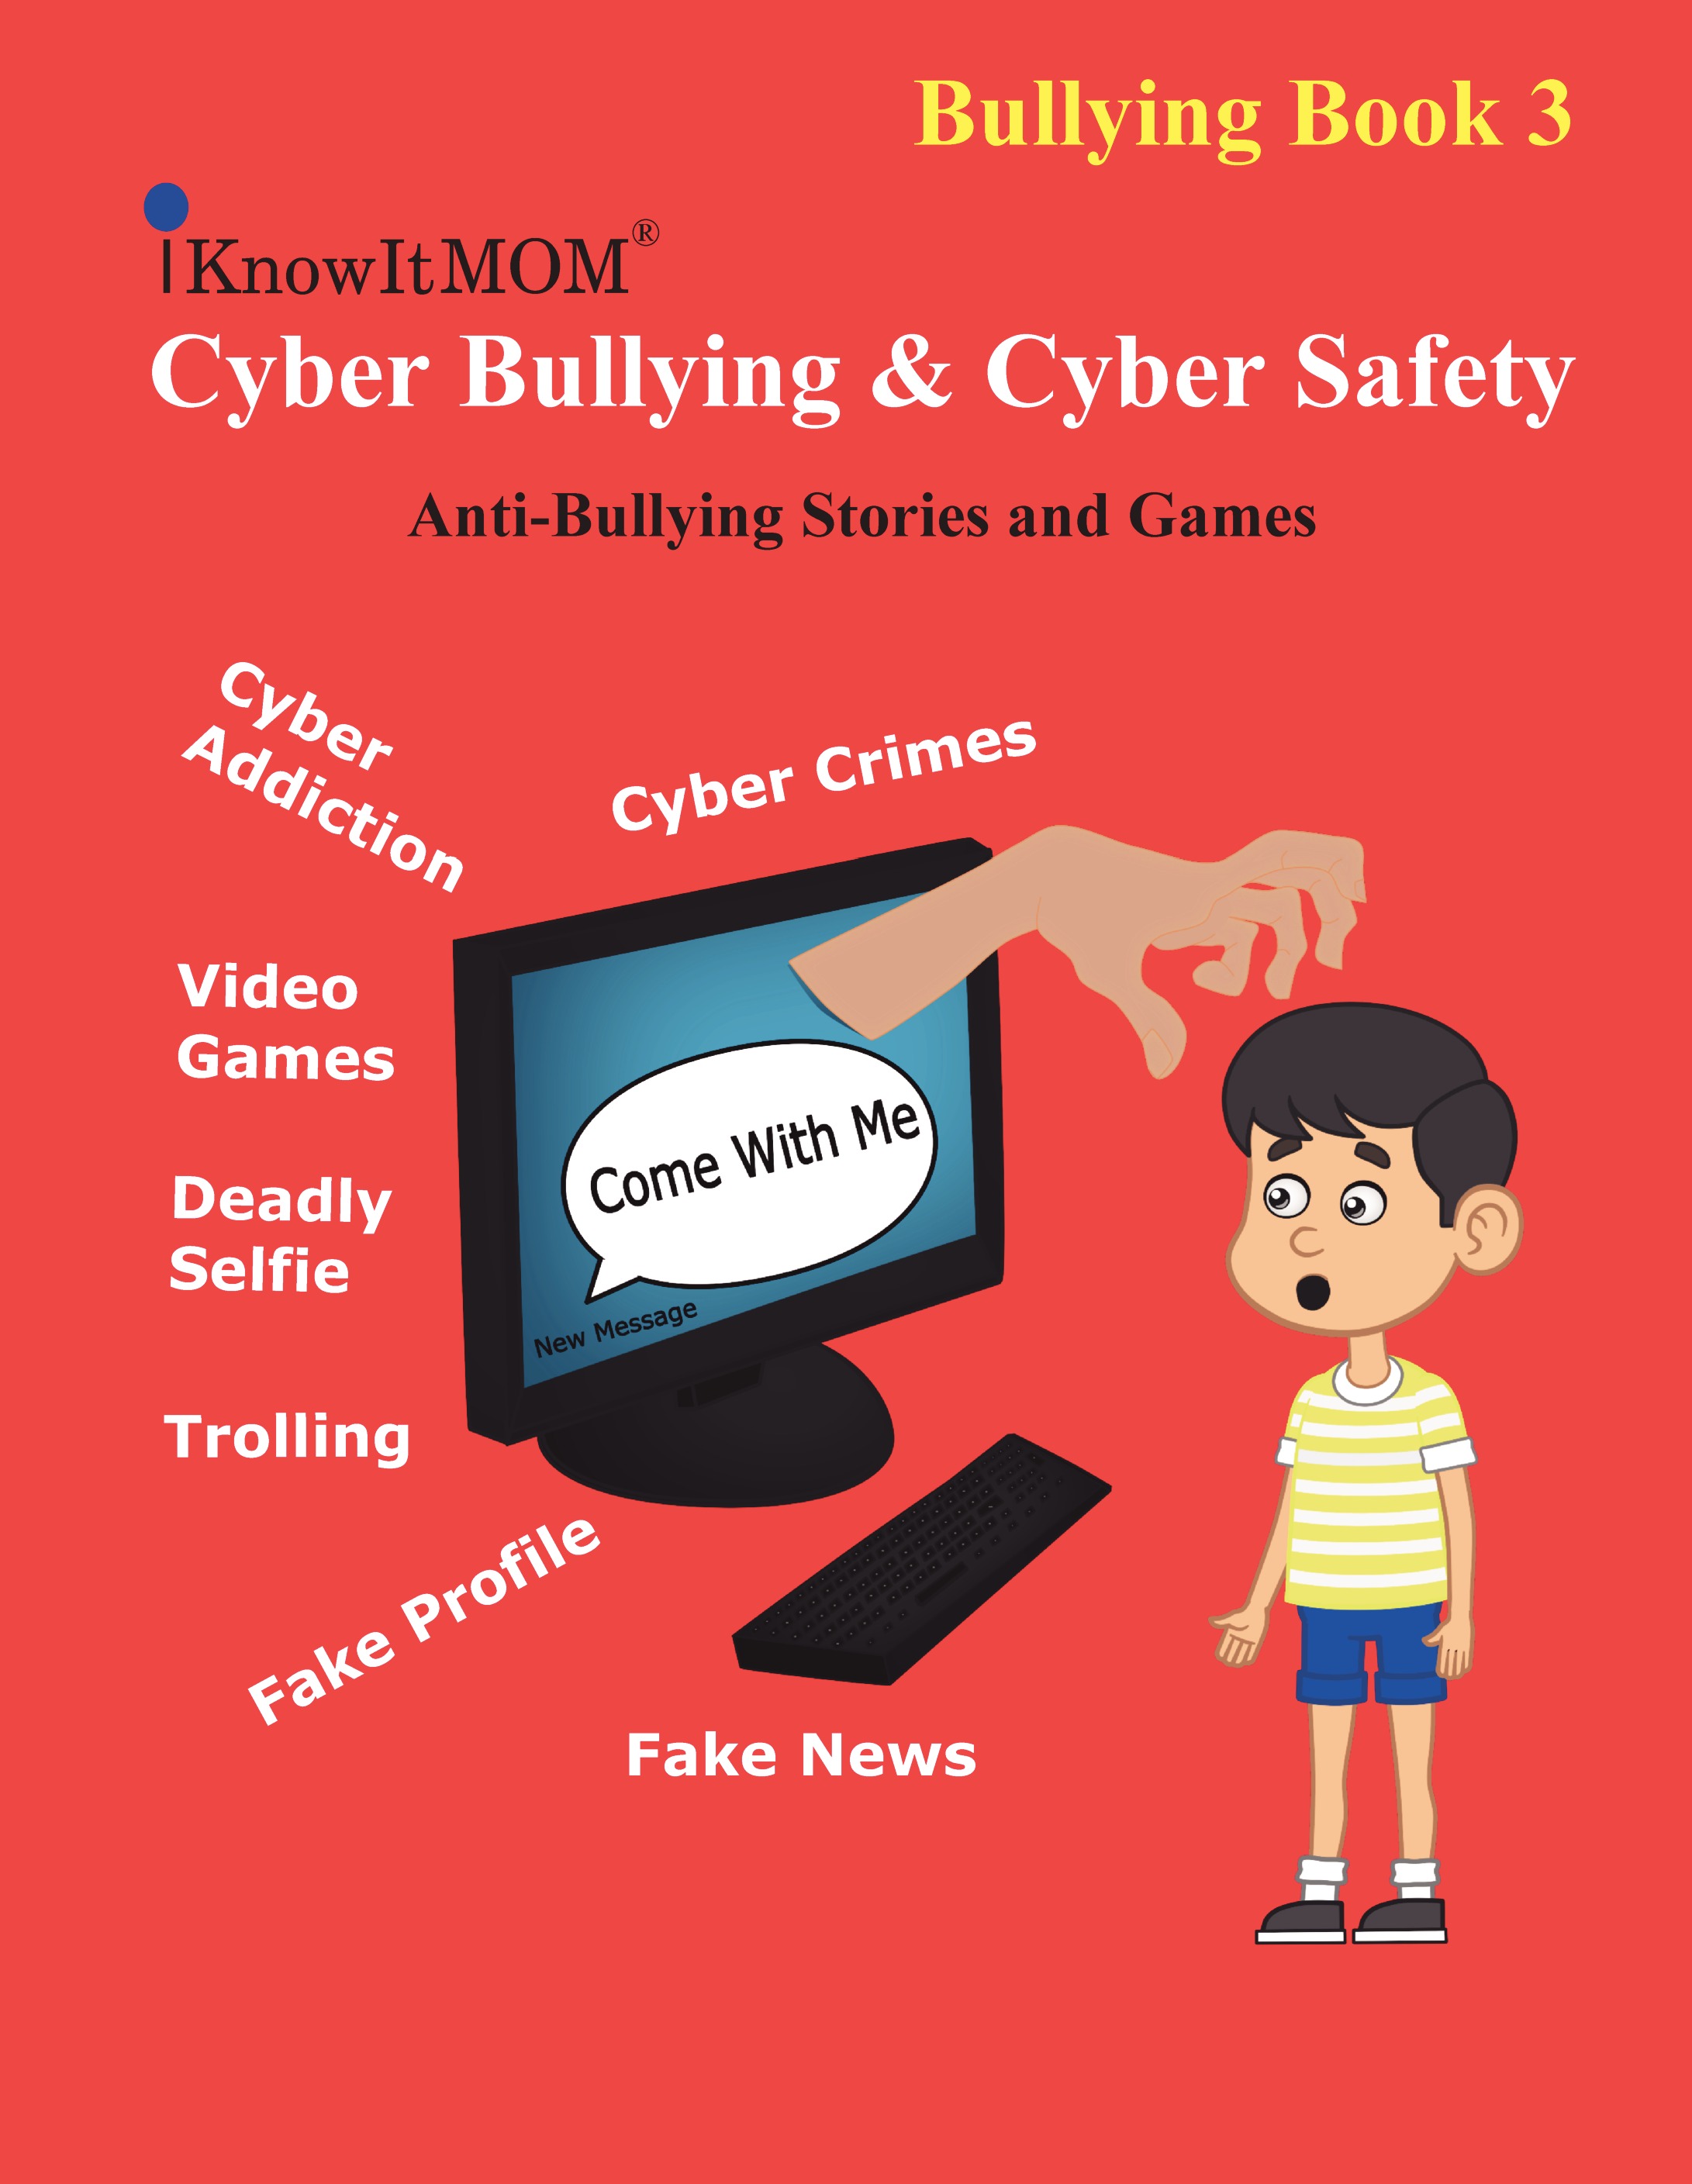 Bullying Book 3
iKnowItMOM®
Cyber Bullying & Cyber Safety
Anti-Bullying Stories and Games
Cyber
Addiction
Cyber Crimes
Video
Games
Come With Me
New Message
Deadly
Selfie
Trolling
Fake Profile
Fake News